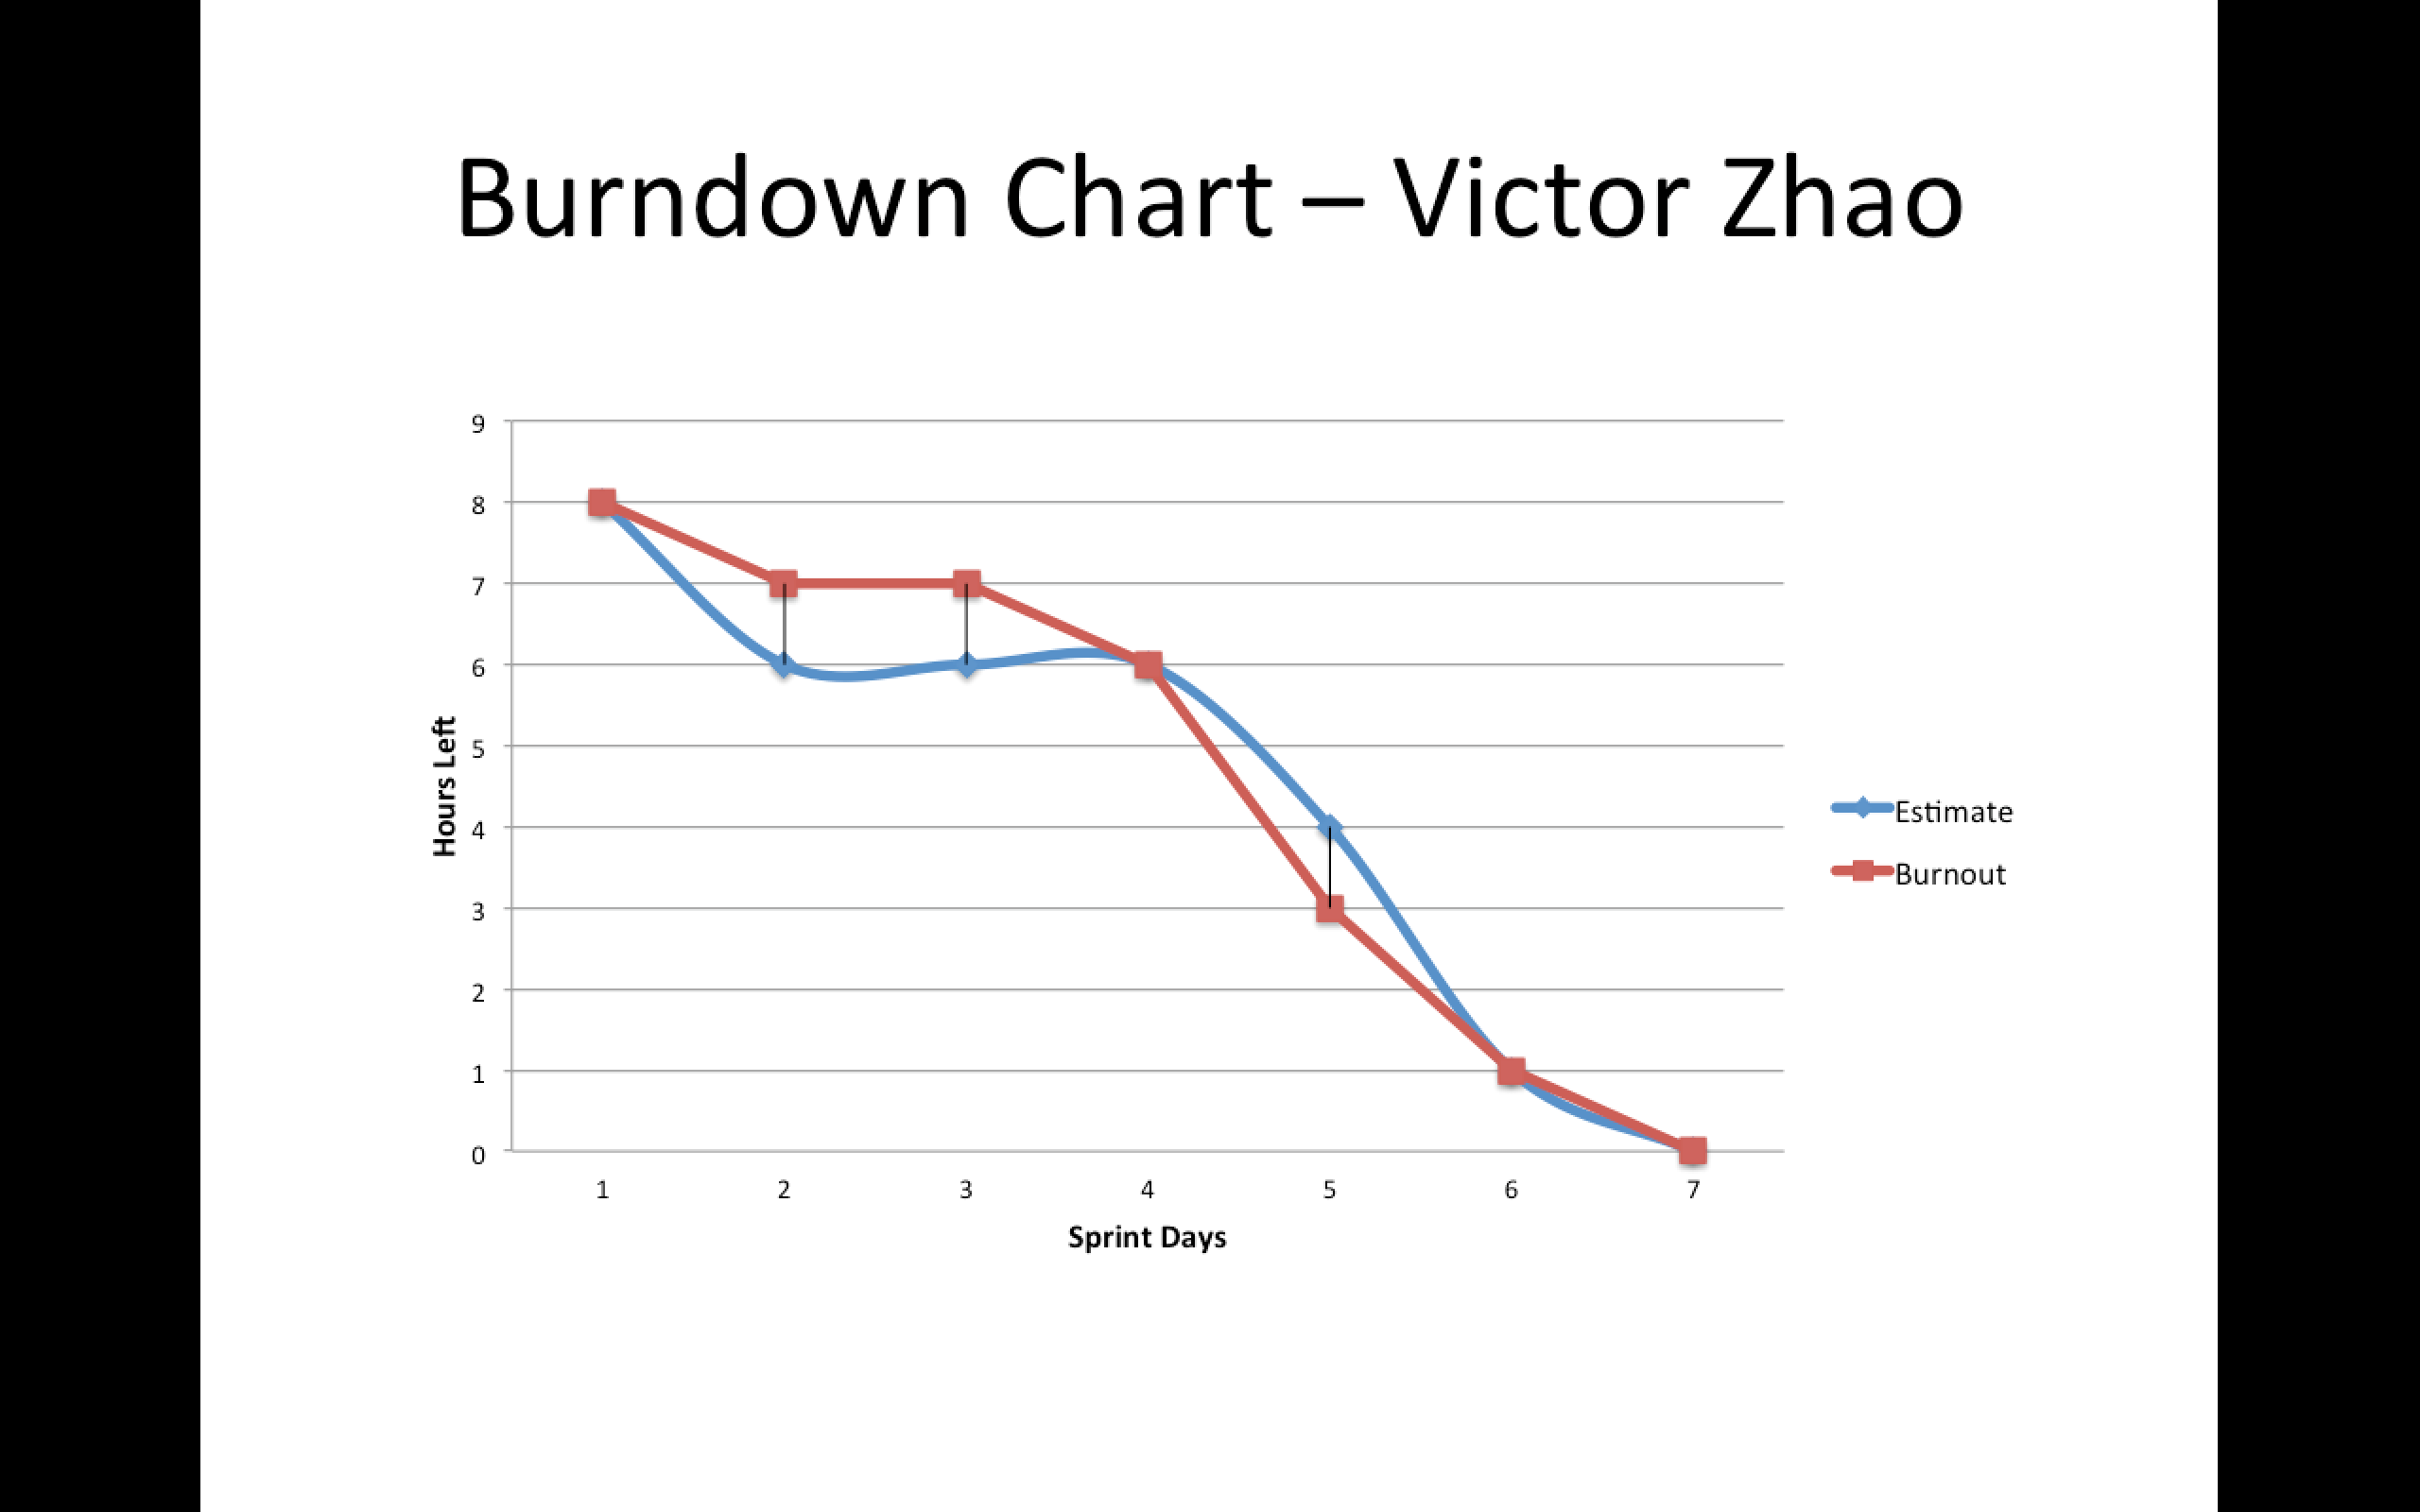 Burndown Chart – Victor Zhao
9
8
7
6
5
4
3
2
1
0
Hours Left
1 2 3 4 5 6 7
Sprint Days
Estimate
Burnout